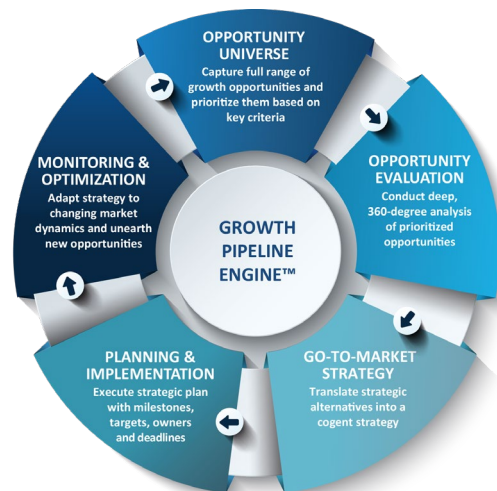 OPPORTUNITY
UNIVERSE
Capture full range of
growth opportunities and
prioritize them based on
key criteria
OPPORTUNITY
EVALUATION
Conduct deep,
360-degree analysis
of prioritized
opportunities
GO-TO-MARKET
STRATEGY
Translate strategic
alternatives into a
cogent strategy
PLANNING &
IMPLEMENTATION
Execute strategic plan
with milestones,
targets, owners
and deadlines
MONITORING &
OPTIMIZATION
Adapt strategy to
changing market
dynamics and unearth
new opportunities
GROWTH
PIPELINE
ENGINE™